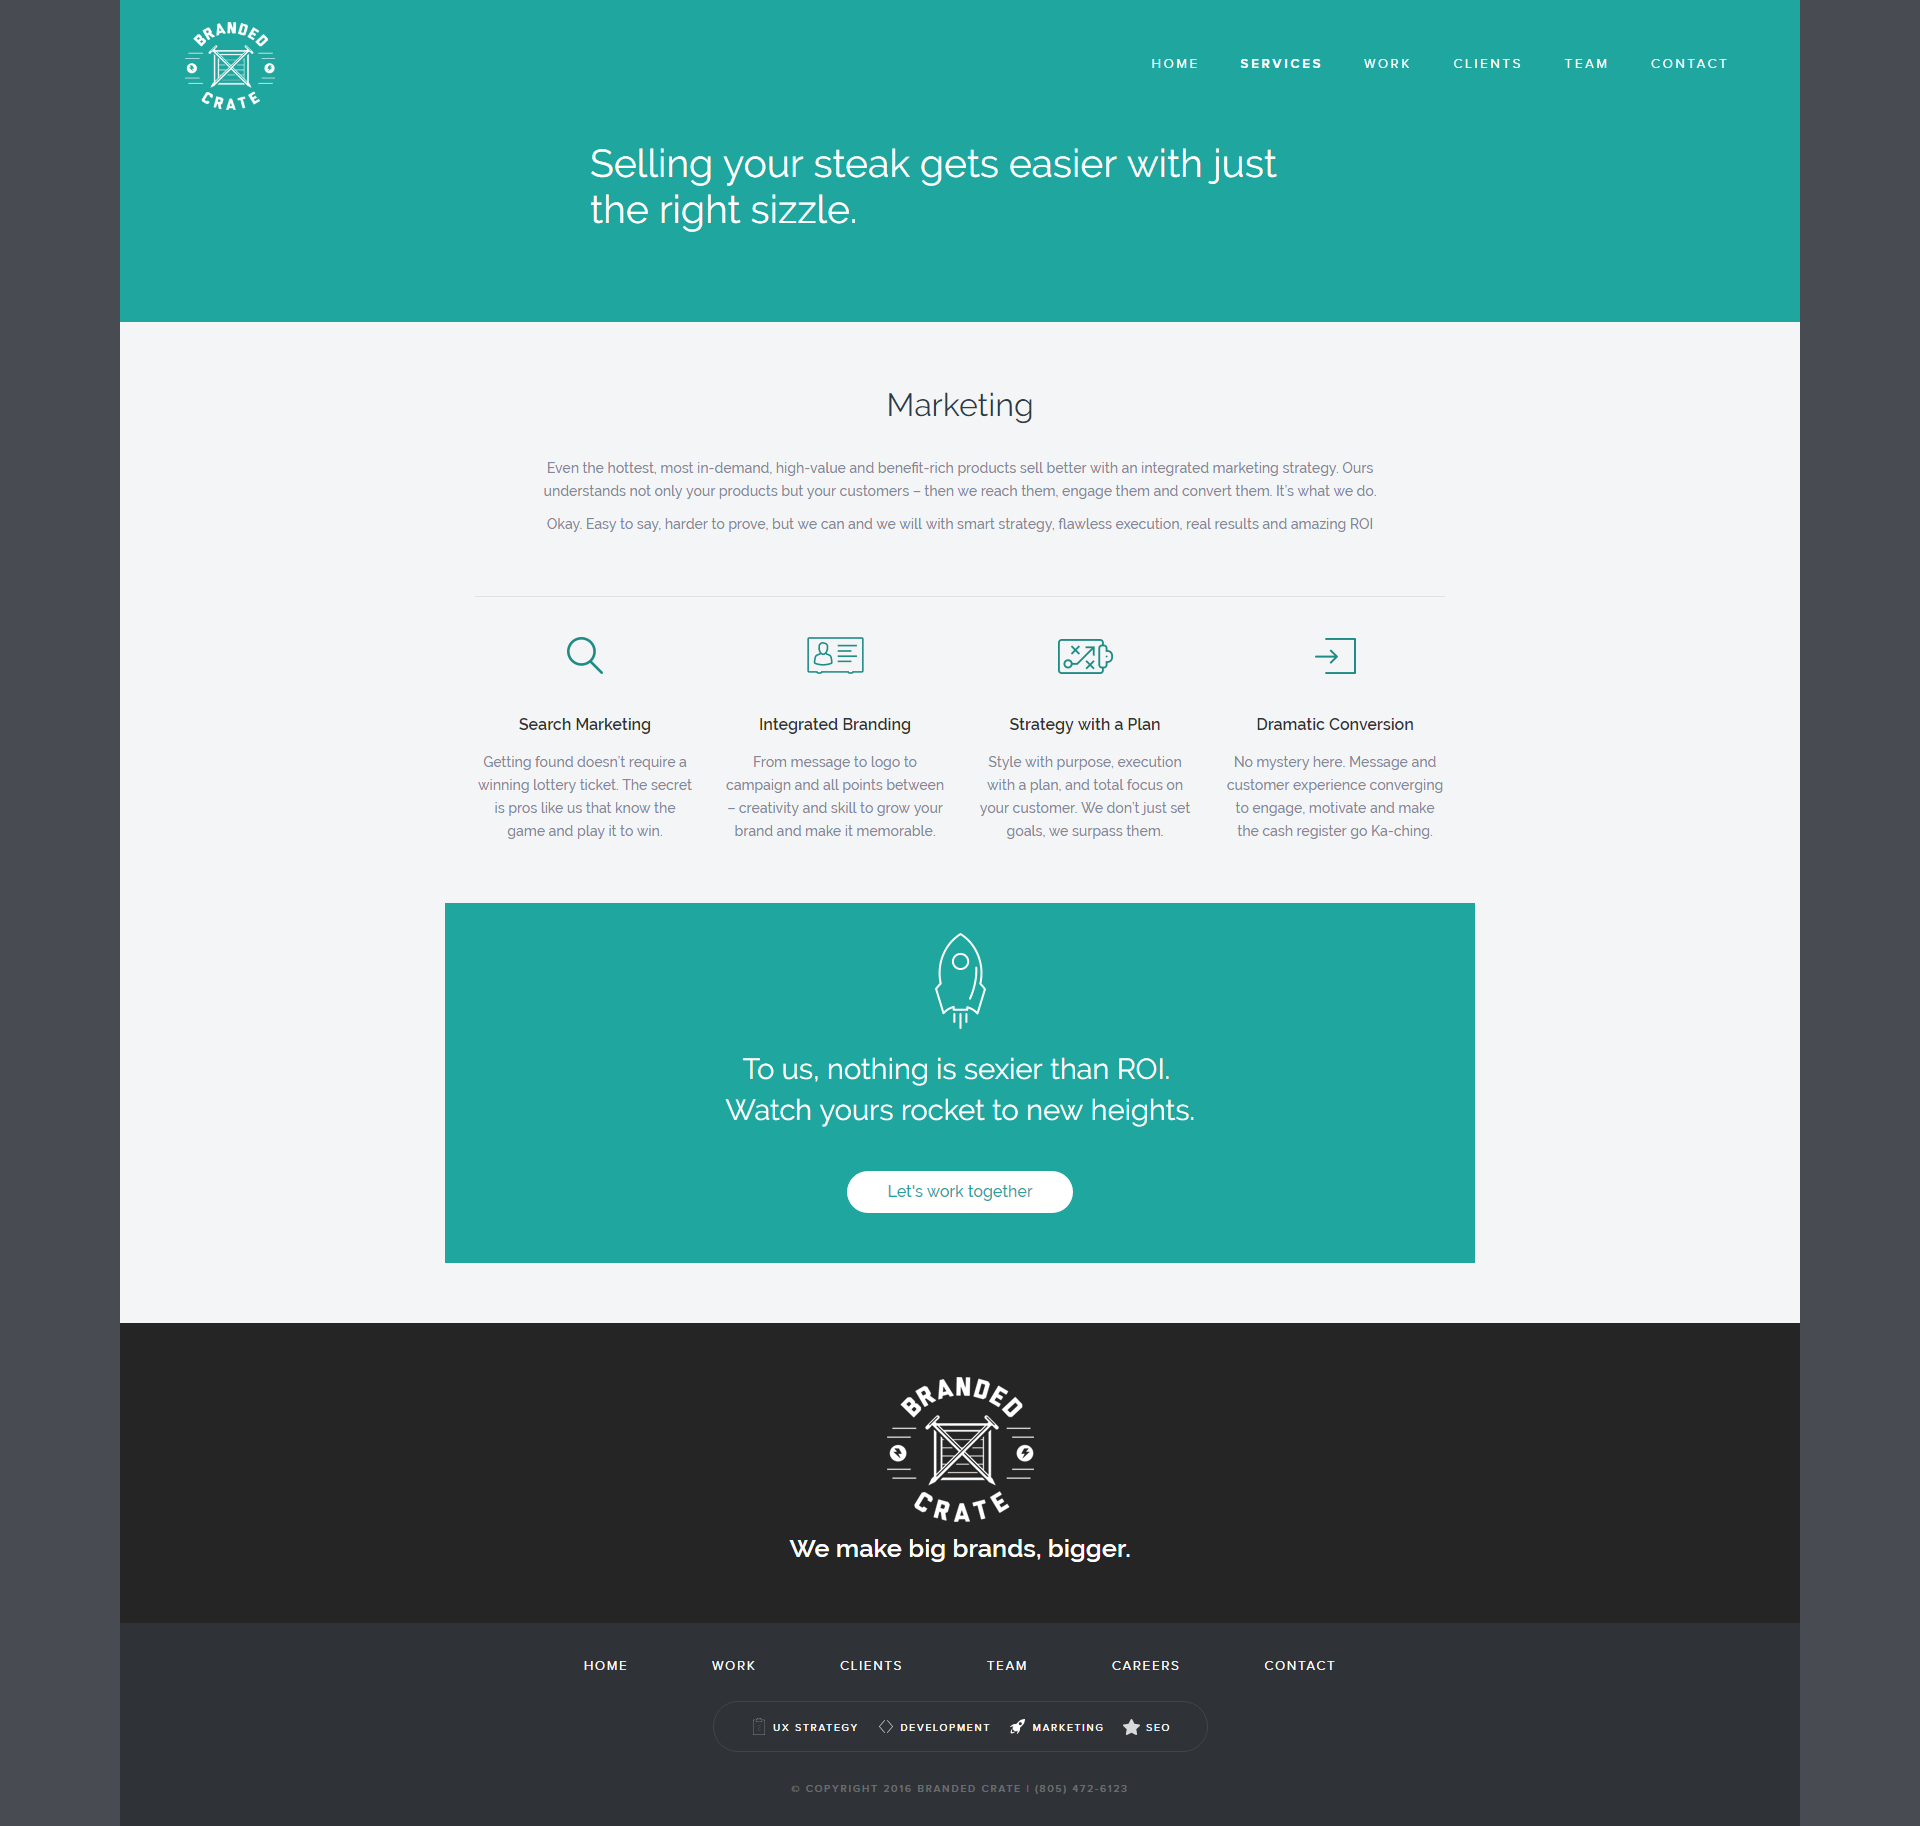 BRANDED
CRATE
HOME SERVICES WORK CLIENTS TEAM CONTACT
Selling your steak gets easier with just
the right sizzle.
Marketing
Even the hottest, most in-demand, high-value and benefit-rich products sell better with an integrated marketing strategy. Ours
understands not only your products but your customers – then we reach them, engage them and convert them. It's what we do.
Okay. Easy to say, harder to prove, but we can and we will with smart strategy, flawless execution, real results and amazing ROI
Search Marketing
Getting found doesn't require a
winning lottery ticket. The secret
is pros like us that know the
game and play it to win.
Integrated Branding
From message to logo to
campaign and all points between
– creativity and skill to grow your
brand and make it memorable.
Strategy with a Plan
Style with purpose, execution
with a plan, and total focus on
your customer. We don't just set
goals, we surpass them.
Dramatic Conversion
No mystery here. Message and
customer experience converging
to engage, motivate and make
the cash register go Ka-ching.
To us, nothing is sexier than ROI.
Watch yours rocket to new heights.
Let's work together
BRANDED
CRATE
We make big brands, bigger.
HOME WORK CLIENTS TEAM CAREERS CONTACT
UX STRATEGY DEVELOPMENT MARKETING SEO
© COPYRIGHT 2016 BRANDED CRATE | (805) 472-6123